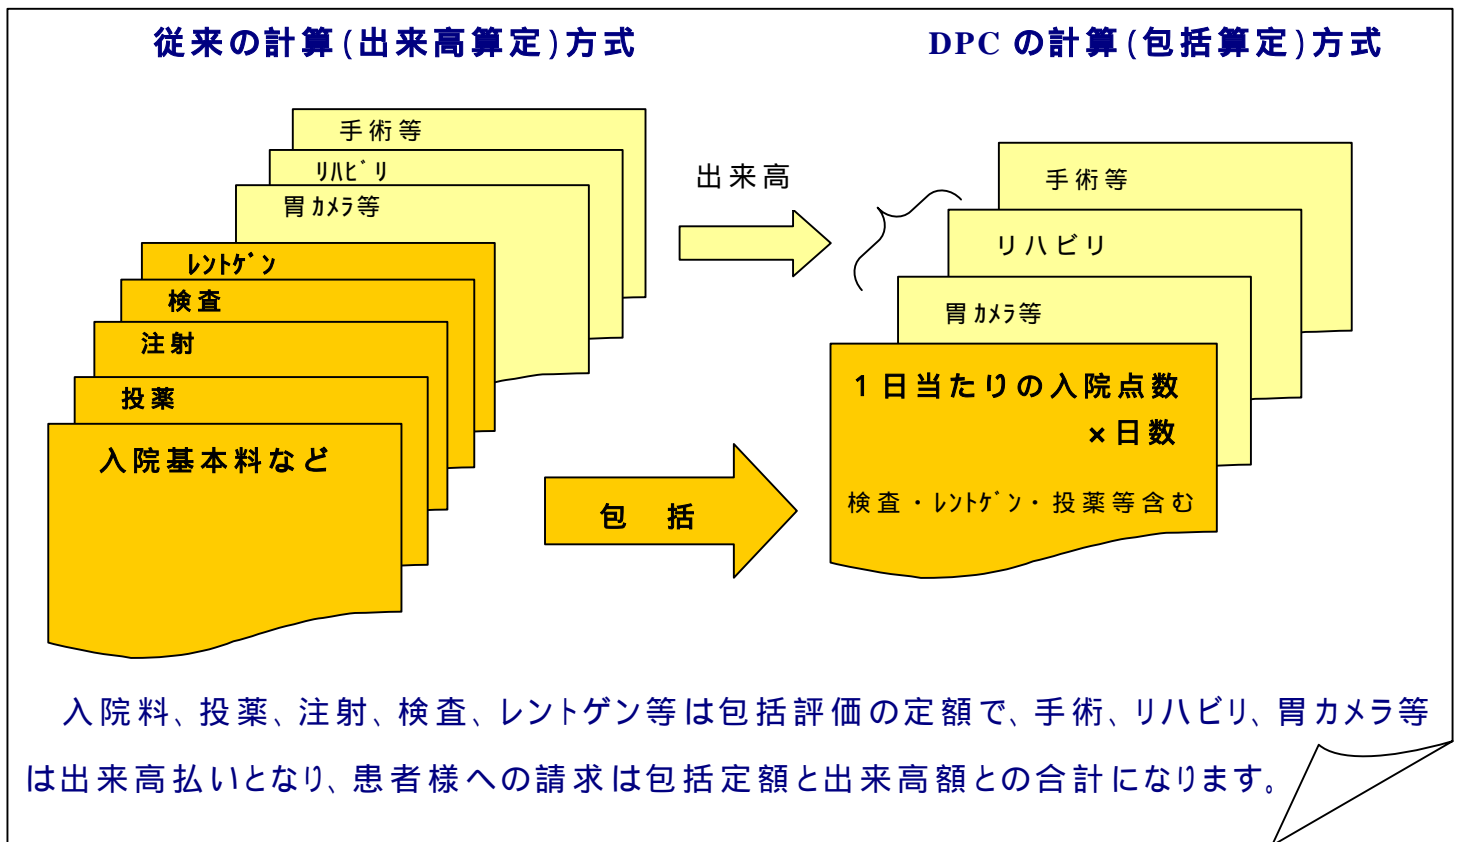 従来の計算(出来高算定)方式
DPCの計算(包括算定)方式
手術等
ﾘﾊﾋﾞﾘ
胃ｶﾒﾗ等
ﾚﾝﾄｹﾞﾝ
検査
注射
投薬
入院基本料など
出来高
包 括
手術等
リハビリ
胃ｶﾒﾗ等
1日当たりの入院点数
×日数
検査・ﾚﾝﾄｹﾞﾝ・投薬等含む
入院料、投薬、注射、検査、レントゲン等は包括評価の定額で、手術、リハビリ、胃カメラ等
は出来高払いとなり、患者様への請求は包括定額と出来高額との合計になります。